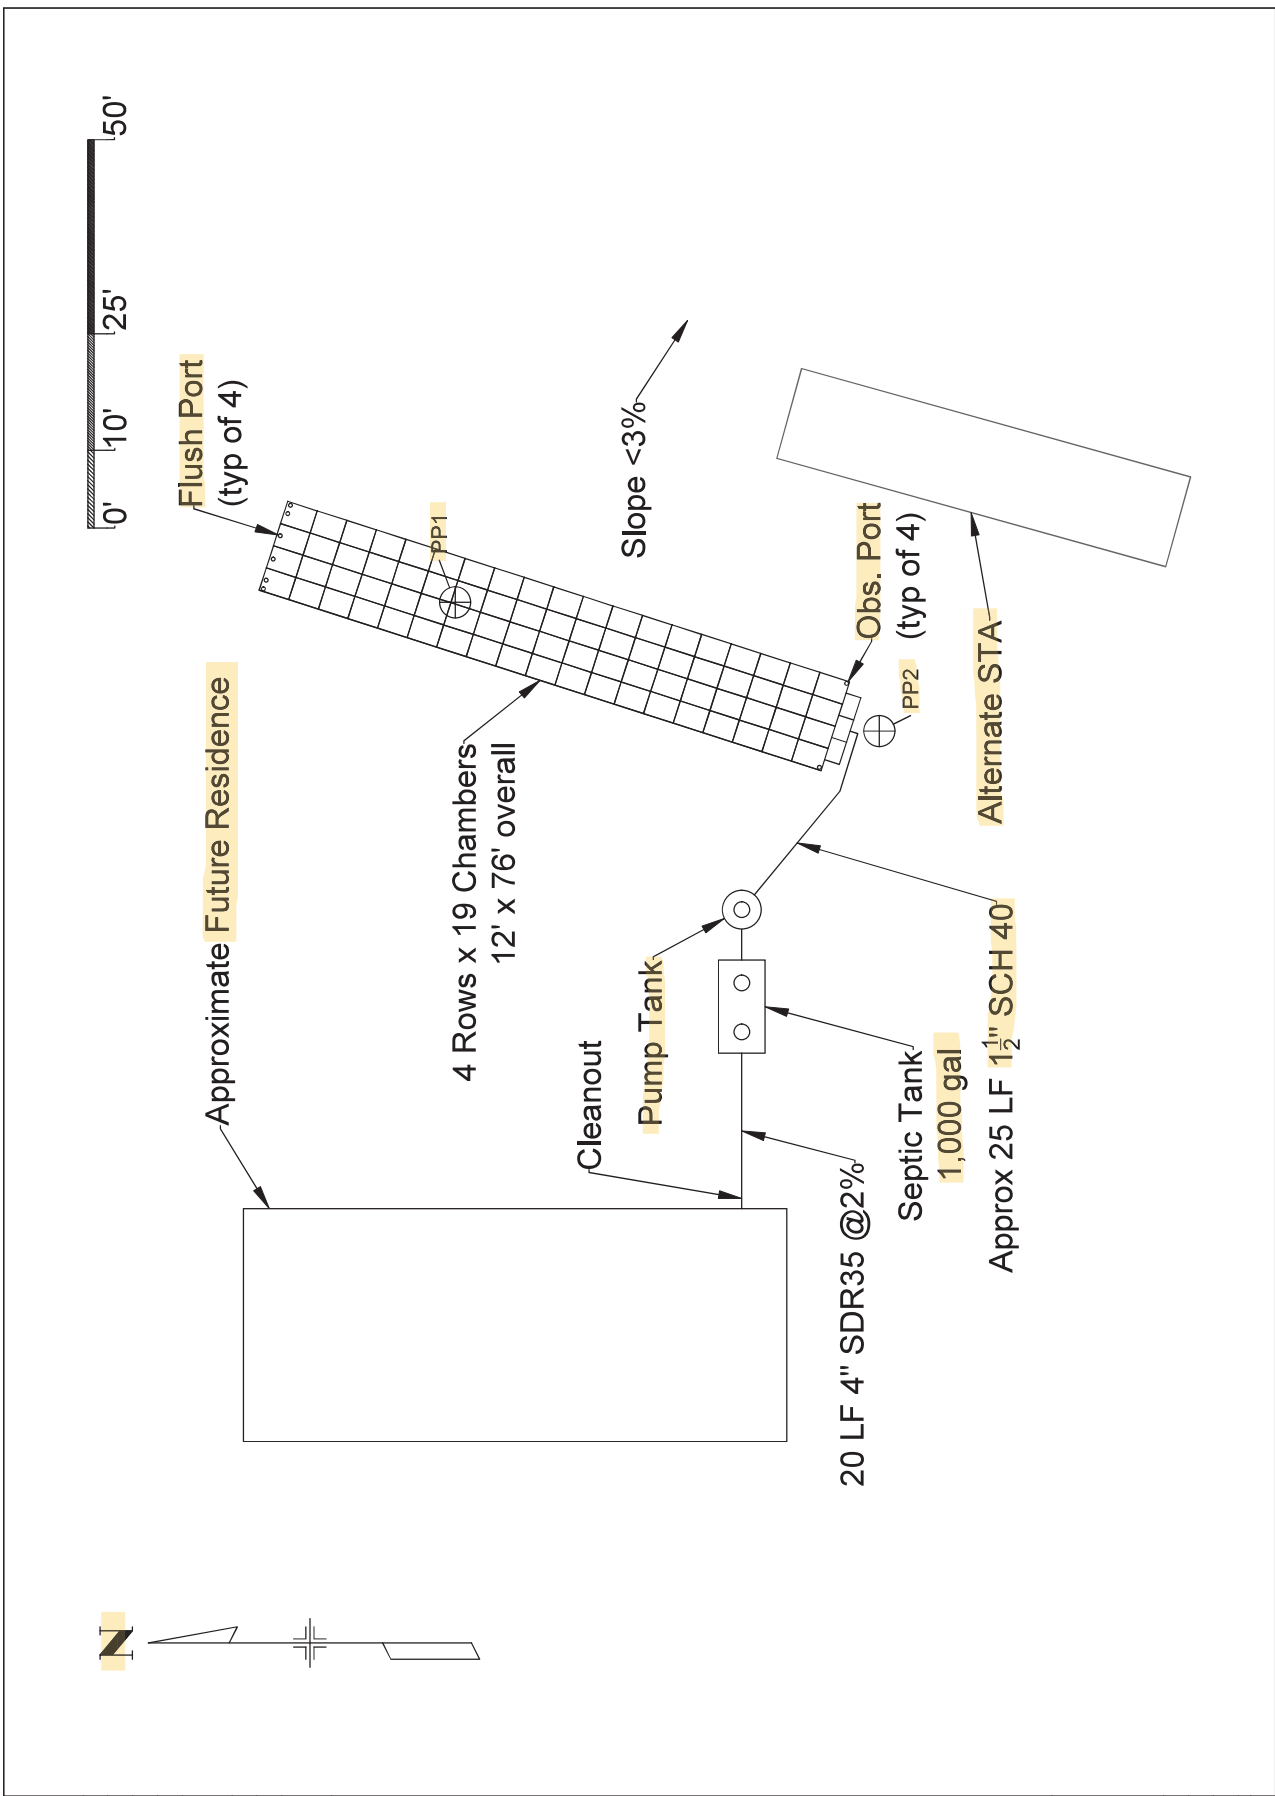 N
0' 10' 25' 50'
Flush Port
(typ of 4)
Approximate Future Residence
PP1
4 Rows x 19 Chambers
12' x 76' overall
Slope <3%
Cleanout
Pump Tank
Obs. Port
(typ of 4)
PP2
20 LF 4" SDR35 @2%
Septic Tank
1,000 gal
Alternate STA
Approx 25 LF 1½" SCH 40